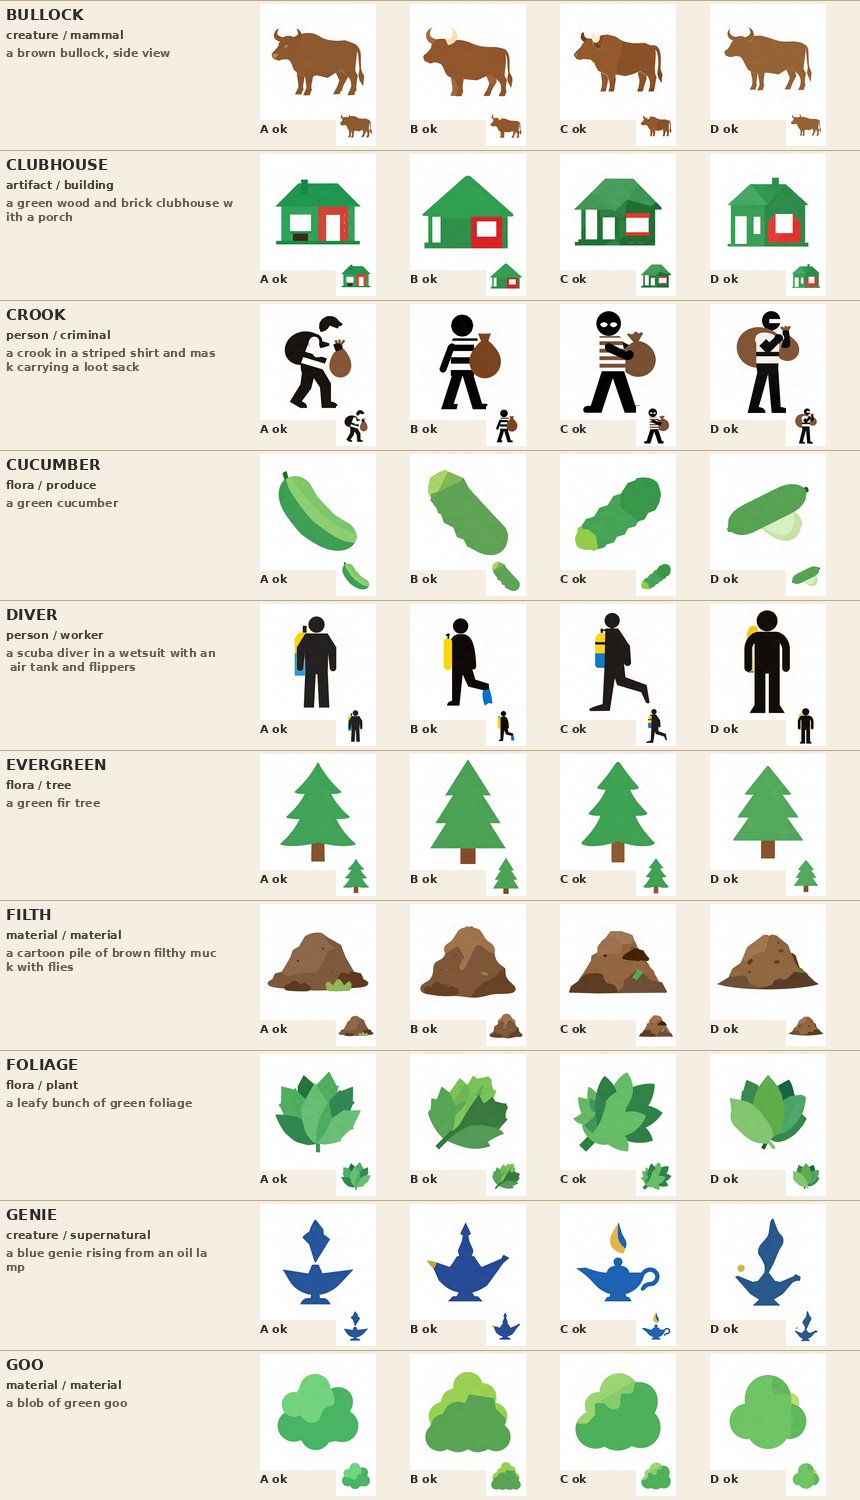 BULLOCK
creature / mammal
a brown bullock, side view
A ok
B ok
C ok
D ok
CLUBHOUSE
artifact / building
a green wood and brick clubhouse w
ith a porch
A ok
B ok
C ok
D ok
CROOK
person / criminal
a crook in a striped shirt and mas
k carrying a loot sack
A ok
B ok
C ok
D ok
CUCUMBER
flora / produce
a green cucumber
A ok
B ok
C ok
D ok
DIVER
person / worker
a scuba diver in a wetsuit with an
air tank and flippers
A ok
B ok
C ok
D ok
EVERGREEN
flora / tree
a green fir tree
A ok
B ok
C ok
D ok
FILTH
material / material
a cartoon pile of brown filthy muc
k with flies
A ok
B ok
C ok
D ok
FOLIAGE
flora / plant
a leafy bunch of green foliage
A ok
B ok
C ok
D ok
GENIE
creature / supernatural
a blue genie rising from an oil la
mp
A ok
B ok
C ok
D ok
GOO
material / material
a blob of green goo
A ok
B ok
C ok
D ok